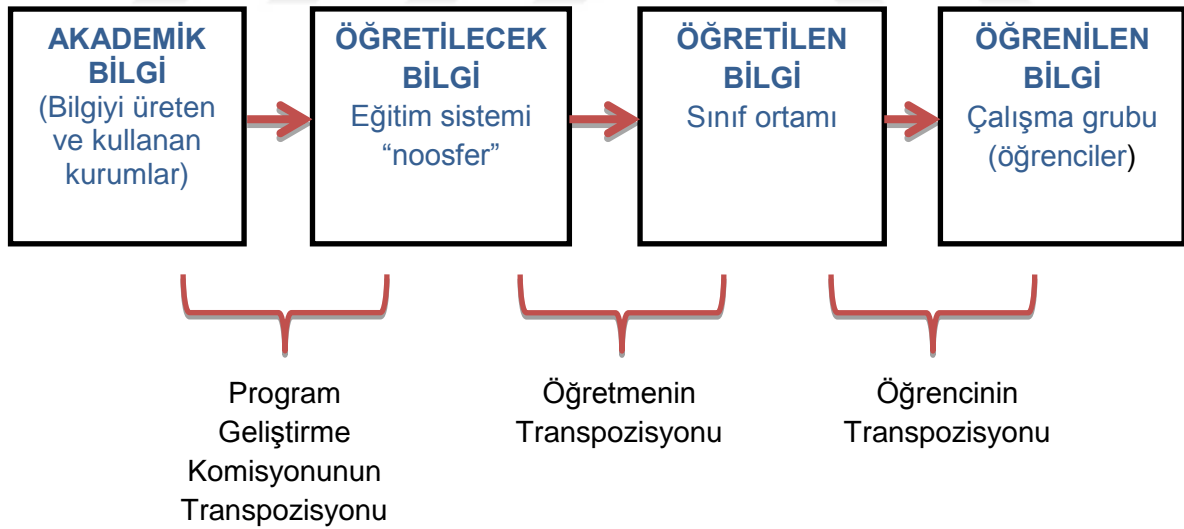 AKADEMİK
BİLGİ
(Bilgiyi üreten
ve kullanan
kurumlar)
ÖĞRETİLECEK
BİLGİ
Eğitim sistemi
“noosfer”
ÖĞRETİLEN
BİLGİ
Sınıf ortamı
ÖĞRENİLEN
BİLGİ
Çalışma grubu
(öğrenciler)
Program
Geliştirme
Komisyonunun
Transpozisyonu
Öğretmenin
Transpozisyonu
Öğrencinin
Transpozisyonu